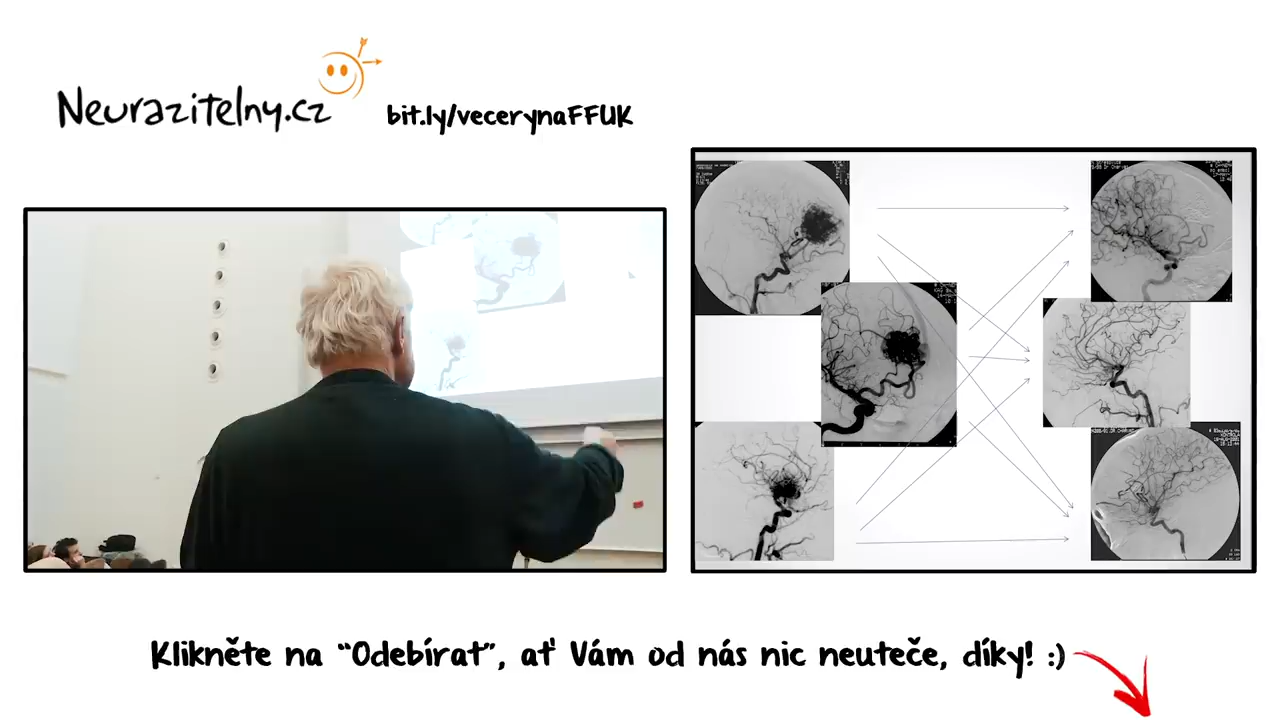 Neurazitelny.cz
bit.ly/vecerynaFFUK
Klikněte na “Odebírat”, ať Vám od nás nic neuteče, díky! :)